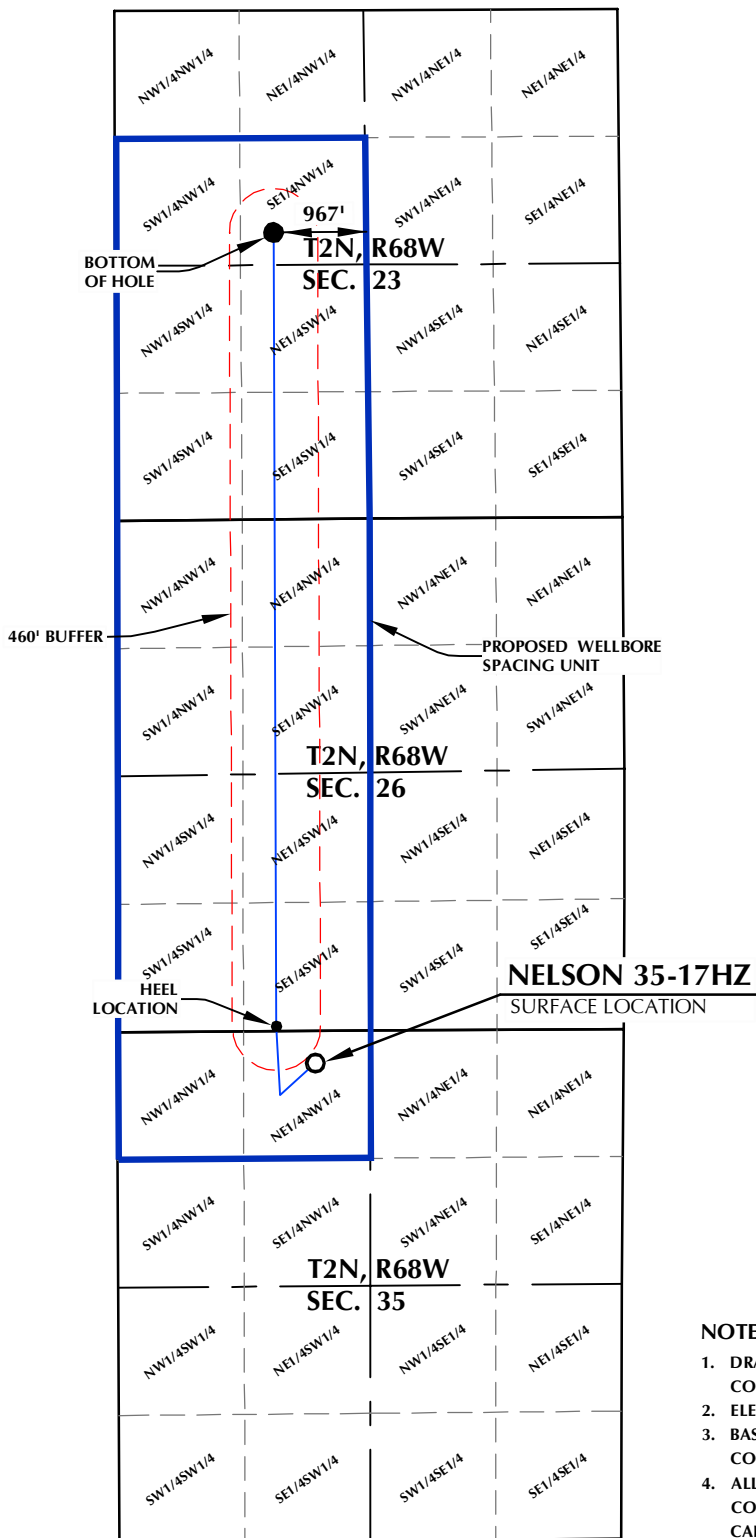 NW1/4NW1/4 NE1/4NW1/4 NW1/4NE1/4 NE1/4NE1/4
SW1/4NW1/4 SE1/4NW1/4 SW1/4NE1/4 SE1/4NE1/4
967'
T2N, R68W
SEC. 23
BOTTOM
OF HOLE
NW1/4SW1/4 NE1/4SW1/4 NW1/4SE1/4 NE1/4SE1/4
SW1/4SW1/4 SE1/4SW1/4 SW1/4SE1/4 SE1/4SE1/4
NW1/4NW1/4 NE1/4NW1/4 NW1/4NE1/4 NE1/4NE1/4
460' BUFFER
PROPOSED WELLBORE
SPACING UNIT
SW1/4NW1/4 SE1/4NW1/4 SW1/4NE1/4 SW1/4NE1/4
T2N, R68W
SEC. 26
NW1/4SW1/4 NE1/4SW1/4 NW1/4SE1/4 NE1/4SE1/4
SW1/4SW1/4 SE1/4SW1/4 SW1/4SE1/4 SE1/4SE1/4
HEEL
LOCATION
NELSON 35-17HZ
SURFACE LOCATION
NW1/4NW1/4 NE1/4NW1/4 NW1/4NE1/4 NE1/4NE1/4
SW1/4NW1/4 SE1/4NW1/4 SW1/4NE1/4 SE1/4NE1/4
T2N, R68W
SEC. 35
NW1/4SW1/4 NE1/4SW1/4 NW1/4SE1/4 NE1/4SE1/4
SW1/4SW1/4 SE1/4SW1/4 SW1/4SE1/4 SE1/4SE1/4
NOTE
1. DRA
CO
2. ELE
3. BAS
CO
4. ALL
CO
CA